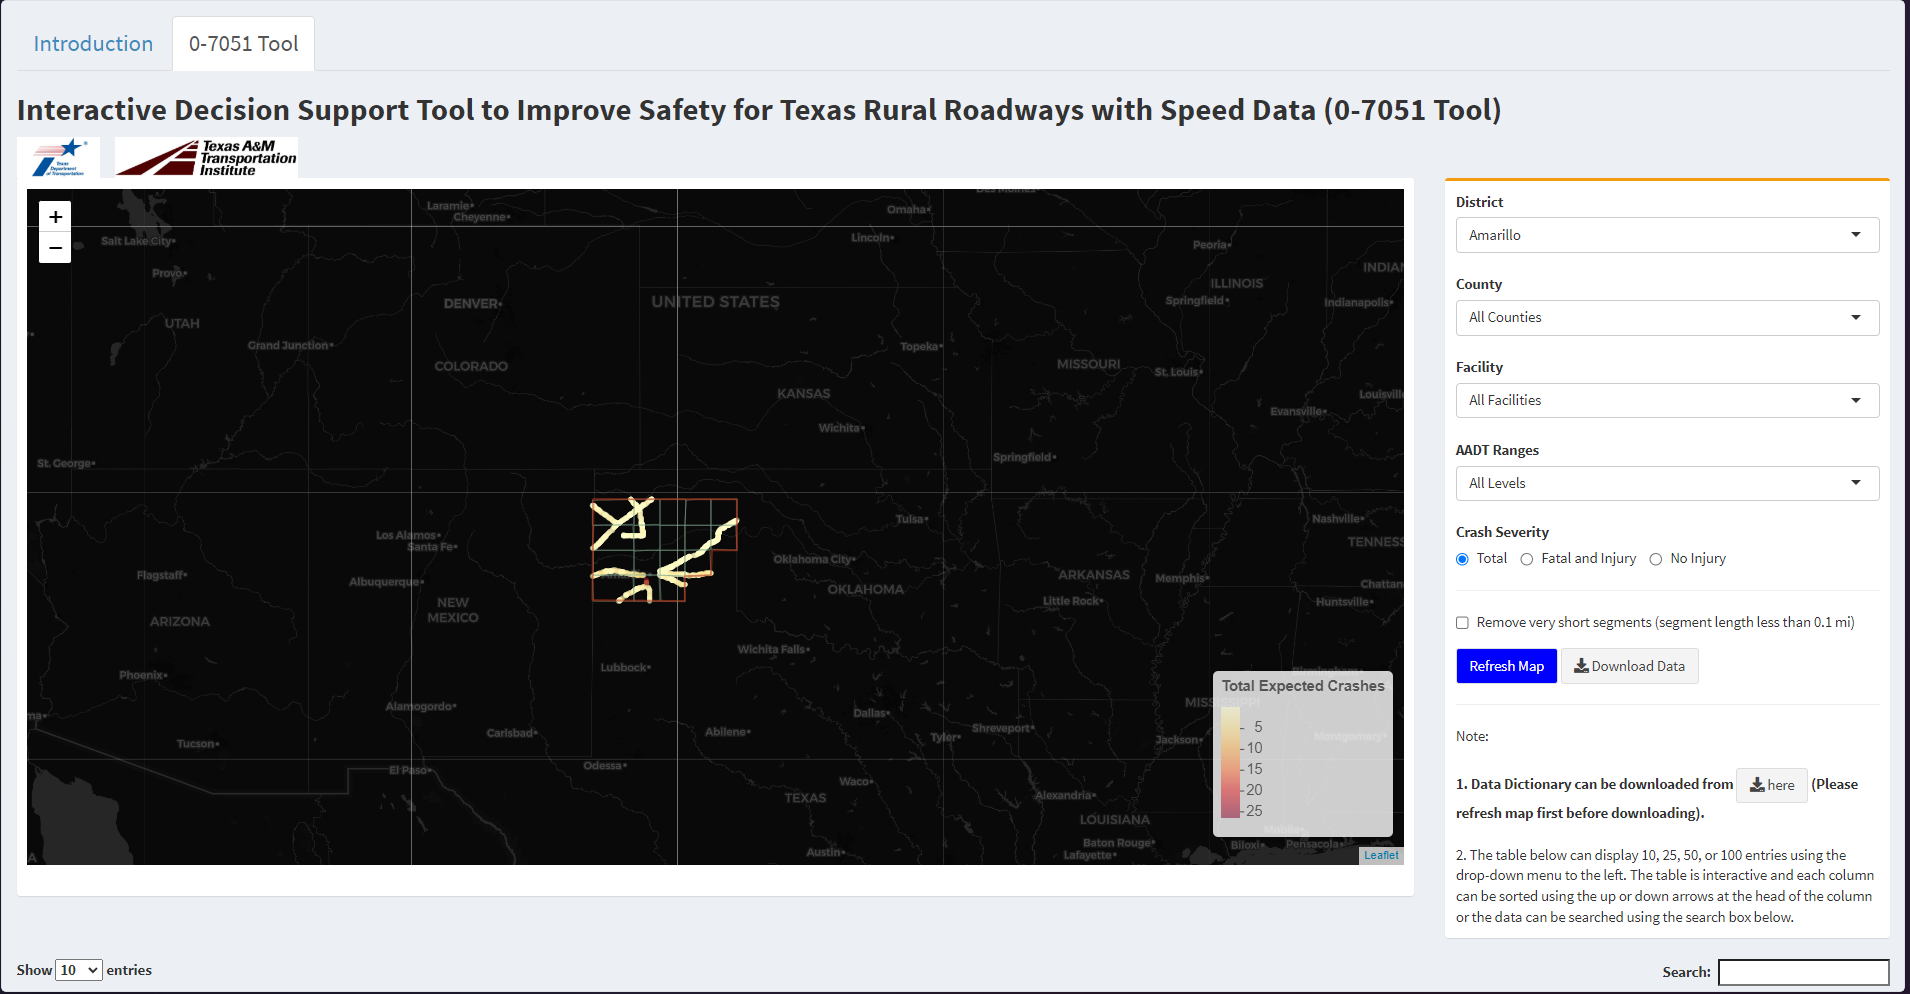 Introduction
0-7051 Tool
Interactive Decision Support Tool to Improve Safety for Texas Rural Roadways with Speed Data (0-7051 Tool)
Texas
Department
of Transportation
Texas A&M
Transportation
Institute
+
−
Laramie
Cheyenne
Omaha
Salt Lake City
Lincoln
Peoria
Provo
INDIAN
ILLINOIS
DENVER
UNITED STATES
Springfield
Indianapolis
UTAH
Grand Junction
Topeka
COLORADO
MISSOURI
St. Louis
KANSAS
Louisville
Evansville
Wichita
St. George
Springfield
Tulsa
Nashville
Los Alamos
Santa Fe
TENNESS
Oklahoma City
Flagstaff
Albuquerque
ARKANSAS
Memphis
Chattan
OKLAHOMA
NEW
MEXICO
Little Rock
Huntsville
ARIZONA
Wichita Falls
Lubbock
Phoenix
Birmingham
Alamogordo
MISSISSIPPI
Dallas
Tucson
Carlsbad
Abilene
Tyler
Shreveport
Jackson
Montgomery
El Paso
Odessa
Waco
TEXAS
Alexandria
LOUISIANA
Mobile
Baton Rouge
Austin
Lafayette
Biloxi
Pensacola
Total Expected Crashes
5
10
15
20
25
Leaflet
District
Amarillo
County
All Counties
Facility
All Facilities
AADT Ranges
All Levels
Crash Severity
Total Fatal and Injury No Injury
Remove very short segments (segment length less than 0.1 mi)
Refresh Map Download Data
Note:
1. Data Dictionary can be downloaded from here (Please
refresh map first before downloading).
2. The table below can display 10, 25, 50, or 100 entries using the
drop-down menu to the left. The table is interactive and each column
can be sorted using the up or down arrows at the head of the column
or the data can be searched using the search box below.
Show 10 entries
Search: